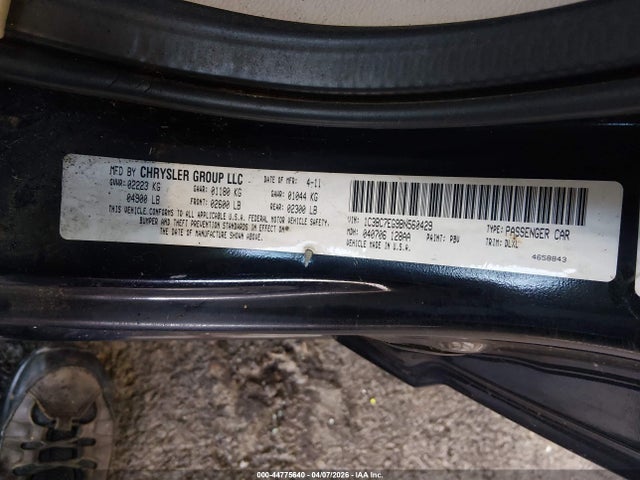 MFD BY CHRYSLER GROUP LLC DATE OF MFR: 4-11
GVWR: 02223 KG GAWR: 01180 KG GAWR: 01044 KG
04900 LB FRONT: 02600 LB REAR: 02300 LB
THIS VEHICLE CONFORMS TO ALL APPLICABLE U.S.A. FEDERAL MOTOR VEHICLE SAFETY,
BUMPER AND THEFT PREVENTION STANDARDS IN EFFECT ON
THE DATE OF MANUFACTURE SHOWN ABOVE.
VIN: 1C3BC7EG9BN560429 TYPE: PASSENGER CAR
MDH: 040706 128AA PAINT: PBV TRIM:
VEHICLE MADE IN U.S.A.
4658843
000-44775640 - 04/07/2026 - IAA Inc.